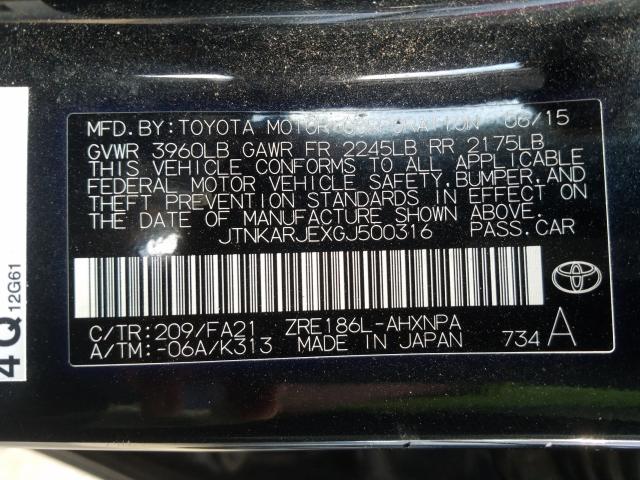 MFD.BY:TOYOTA MOTOR CORPORATION 06/15
GVWR 3960LB GAWR FR 2245LB RR 2175LB
THIS VEHICLE CONFORMS TO ALL APPLICABLE
FEDERAL MOTOR VEHICLE SAFETY,BUMPER,AND
THEFT PREVENTION STANDARDS IN EFFECT ON
THE DATE OF MANUFACTURE SHOWN ABOVE.
JTNKARJEXGJ500316 PASS.CAR
C/TR:209/FA21 ZRE186L-AHXNPA
A/TM:-06A/K313 MADE IN JAPAN 734 A
4Q 12G61